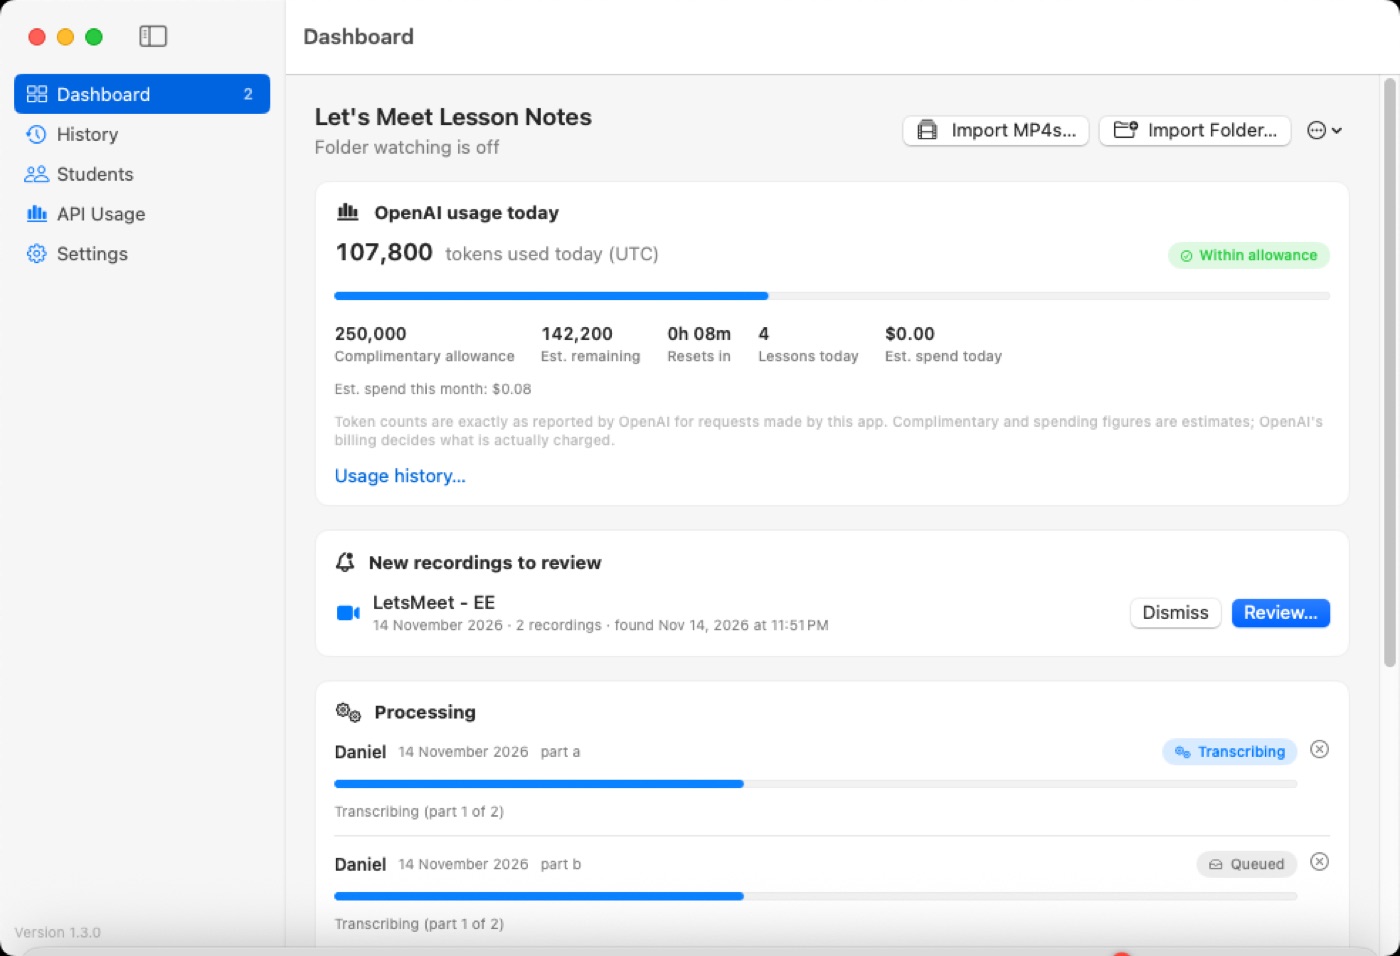 Dashboard
Dashboard 2
History
Students
API Usage
Settings
Version 1.3.0
Let's Meet Lesson Notes
Folder watching is off
Import MP4s...
Import Folder...
OpenAI usage today
107,800 tokens used today (UTC)
Within allowance
250,000 142,200 0h 08m 4 $0.00
Complimentary allowance Est. remaining Resets in Lessons today Est. spend today
Est. spend this month: $0.08
Token counts are exactly as reported by OpenAI for requests made by this app. Complimentary and spending figures are estimates; OpenAI's
billing decides what is actually charged.
Usage history...
New recordings to review
LetsMeet - EE
14 November 2026 · 2 recordings · found Nov 14, 2026 at 11:51 PM
Dismiss
Review...
Processing
Daniel 14 November 2026 part a
Transcribing
Transcribing (part 1 of 2)
Daniel 14 November 2026 part b
Queued
Transcribing (part 1 of 2)